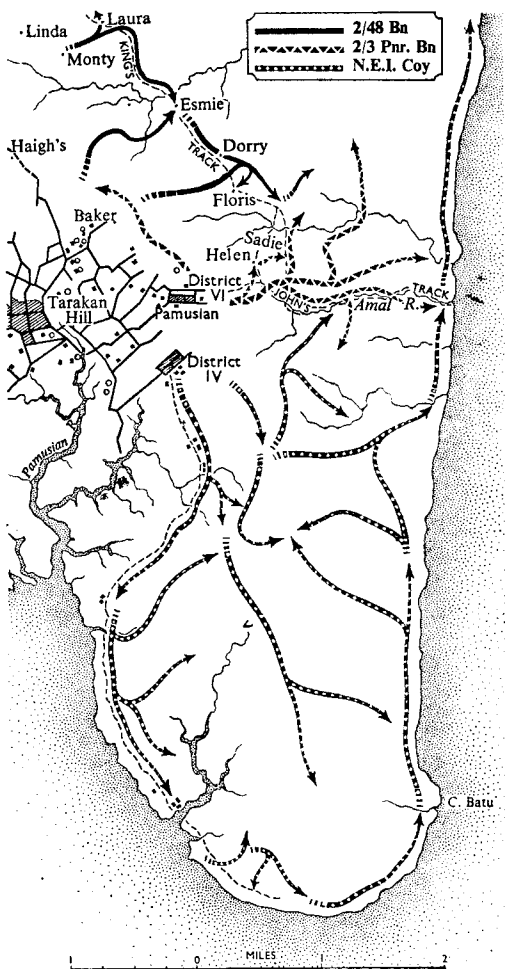 2/48 Bn
2/3 Pnr. Bn
N.E.I. Coy
Laura
Linda
Monty
KING'S
Esmie
Haigh's
TRACK
Dorry
Floris
Baker
Sadie
Helen
District
VI
Tarakan
Hill
Pamusian
JOHN'S
TRACK
Amal R.
District
IV
Pamusian
C. Batu
MILES
1 0 1 2